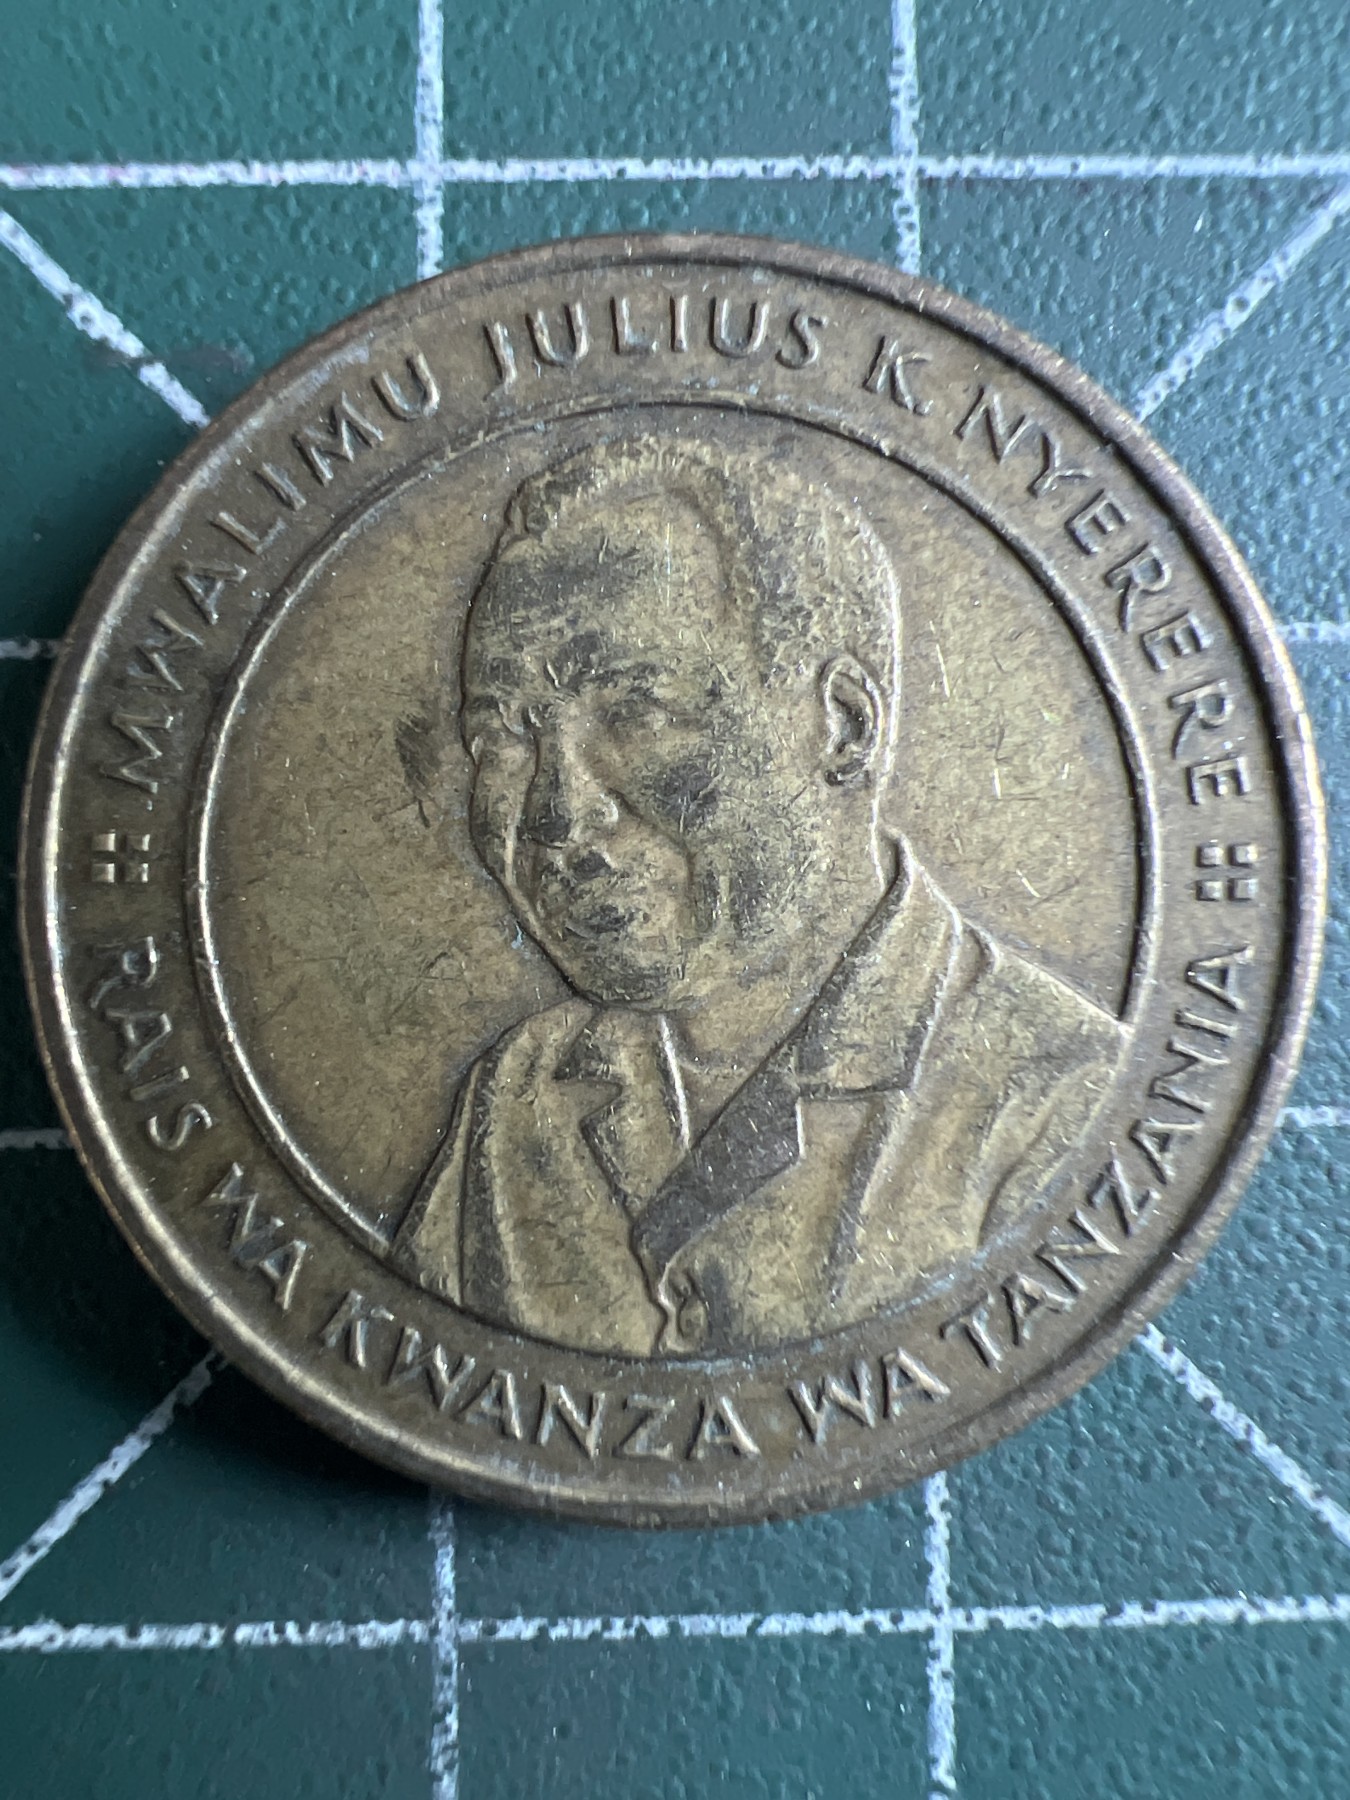 MWALIMU JULIUS K. NYERERE
RAIS WA KWANZA WA TANZANIA